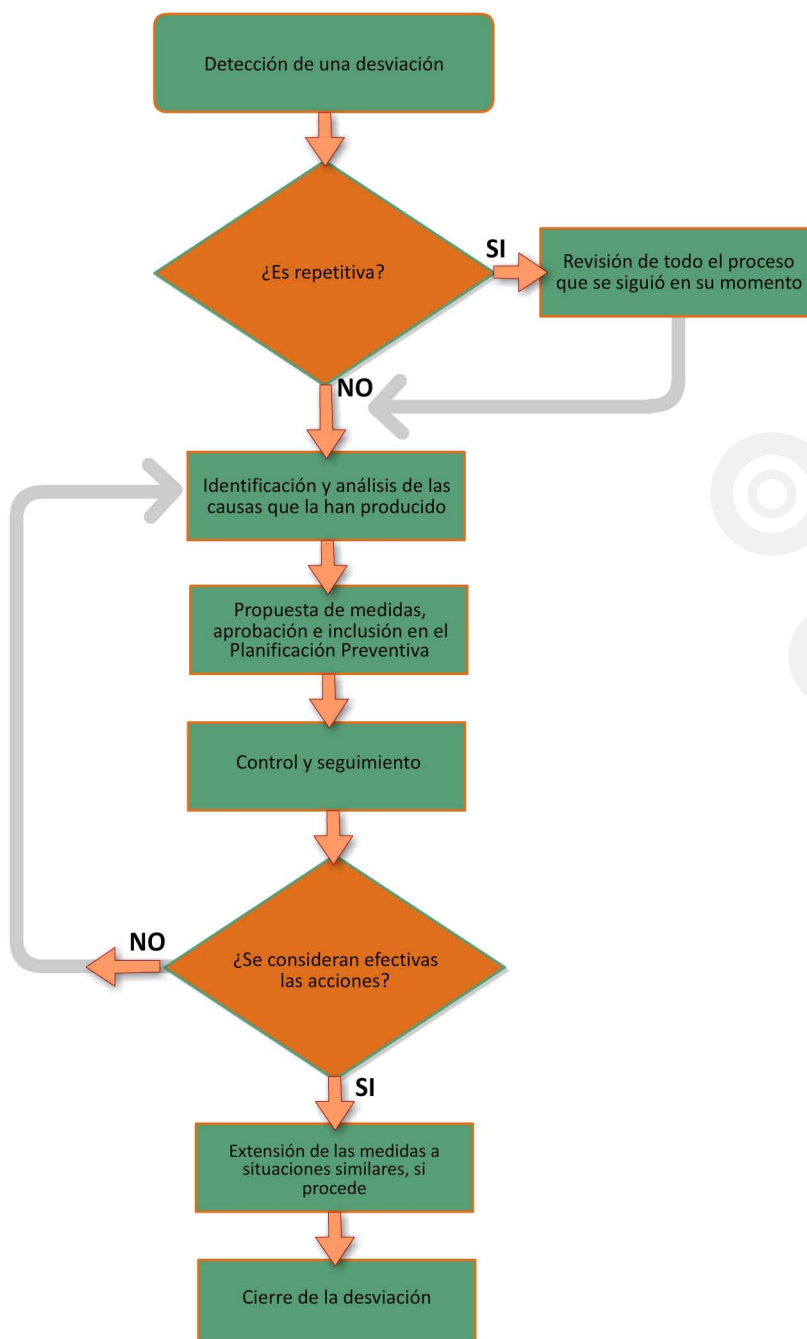 Detección de una desviación
¿Es repetitiva?
SI
Revisión de todo el proceso
que se siguió en su momento
NO
Identificación y análisis de las
causas que la han producido
Propuesta de medidas,
aprobación e inclusión en el
Planificación Preventiva
Control y seguimiento
¿Se consideran efectivas
las acciones?
NO
SI
Extensión de las medidas a
situaciones similares, si
procede
Cierre de la desviación